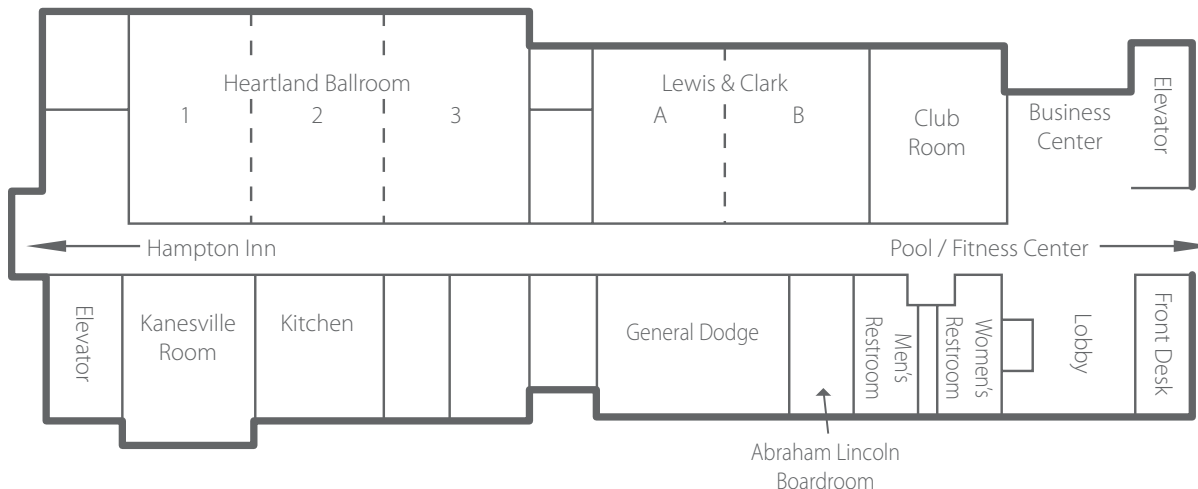 Heartland Ballroom
1
2
3
Lewis & Clark
A
B
Club
Room
Business
Center
Elevator
Hampton Inn
Pool / Fitness Center
Elevator
Kanesville
Room
Kitchen
General Dodge
Men's
Restroom
Women's
Restroom
Lobby
Front Desk
Abraham Lincoln
Boardroom